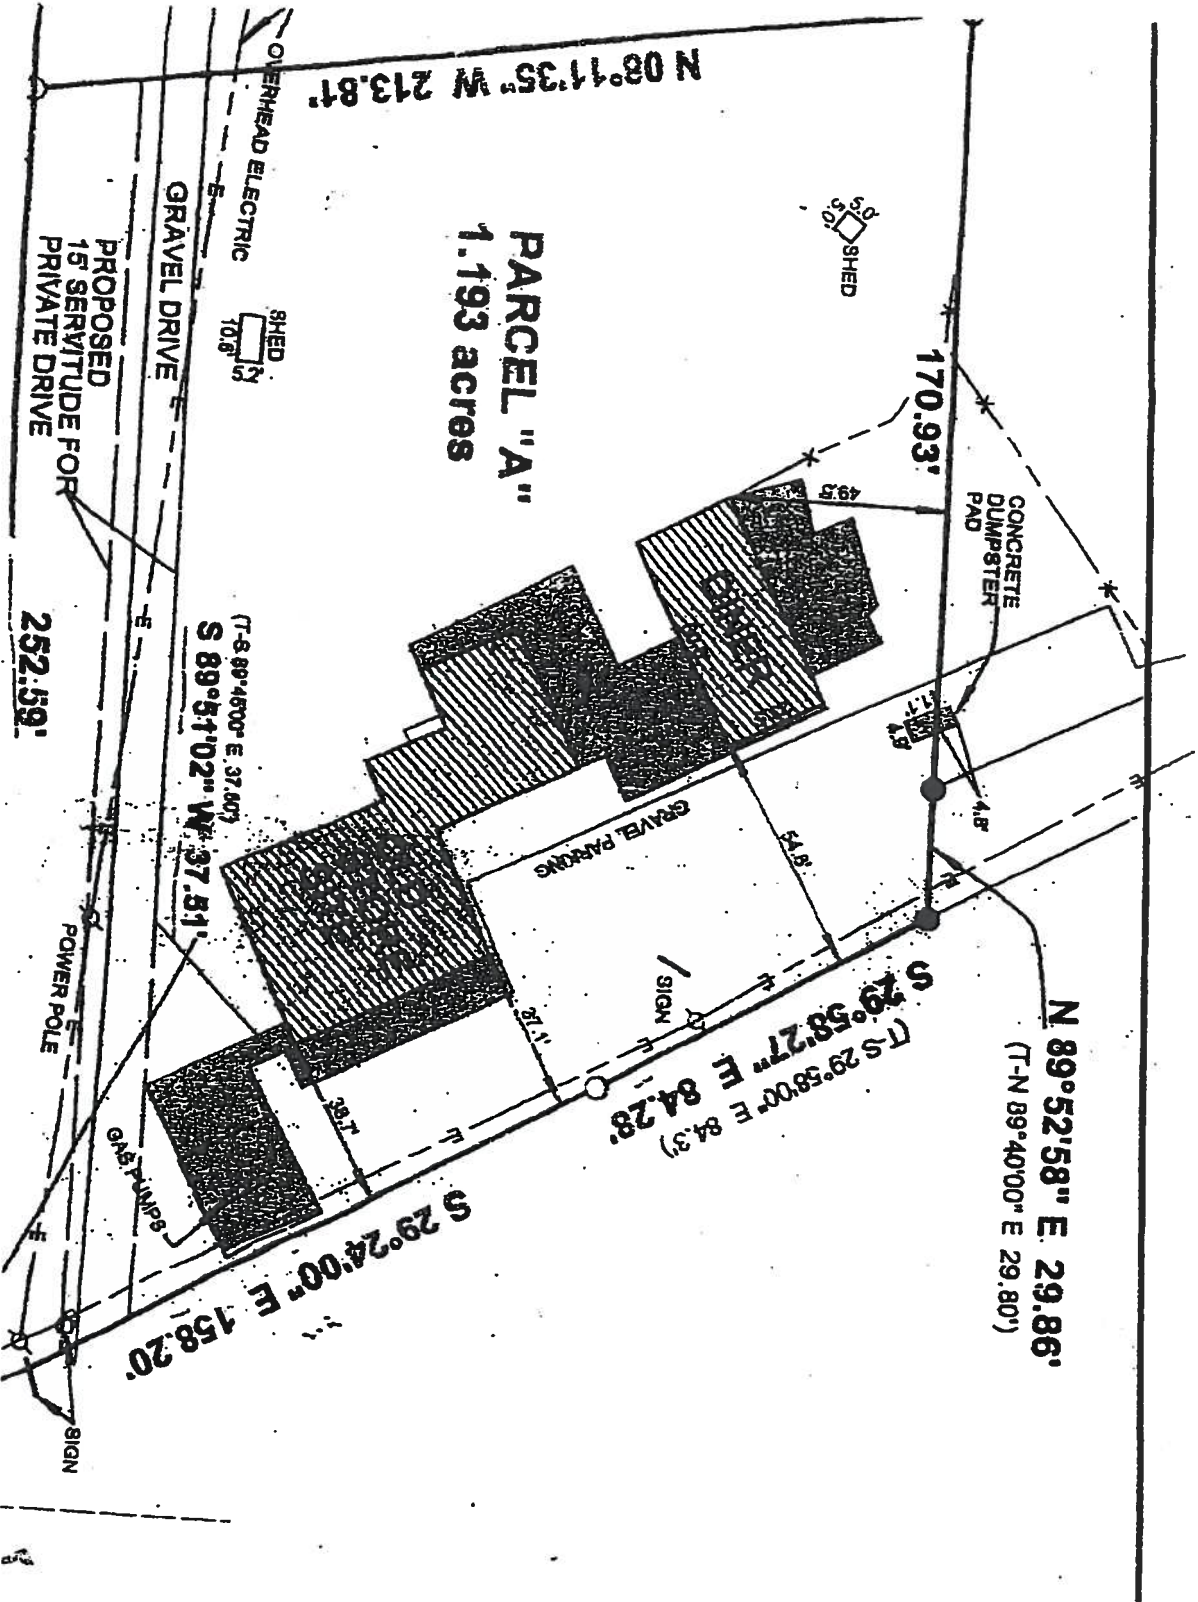 N 08°11'35" W 213.81'
OVERHEAD ELECTRIC
GRAVEL DRIVE
PROPOSED
15' SERVITUDE FOR
PRIVATE DRIVE
SHED
10.6'
SHED
5.0'
5.0'
PARCEL "A"
1.193 acres
170.93'
49.5'
CONCRETE
DUMPSTER
PAD
11.1'
4.9'
4.8'
DINER
GRAVEL PARKING
54.8'
N 89°52'58" E 29.86'
(T-N 89°40'00" E 29.80')
SIGN
S 29°58'27" E 84.28'
(T-S 29°58'00" E 84.3')
37.1'
38.7'
S 29°24'00" E 158.20'
GAS PUMPS
(T-S 89°46'00" E 37.60')
S 89°51'02" W 37.51'
252.59'
POWER POLE
SIGN